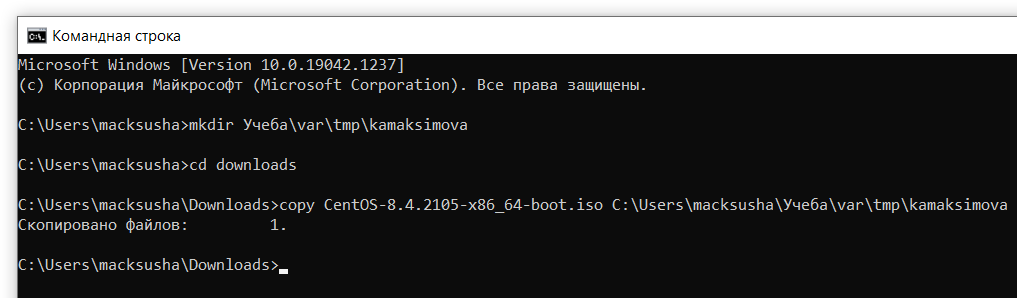 Командная строка
Microsoft Windows [Version 10.0.19042.1237]
(c) Корпорация Майкрософт (Microsoft Corporation). Все права защищены.
C:\Users\macksusha>mkdir Учеба\var\tmp\kamaksimova
C:\Users\macksusha>cd downloads
C:\Users\macksusha\Downloads>copy CentOS-8.4.2105-x86_64-boot.iso C:\Users\macksusha\Учеба\var\tmp\kamaksimova
Скопировано файлов:         1.
C:\Users\macksusha\Downloads>